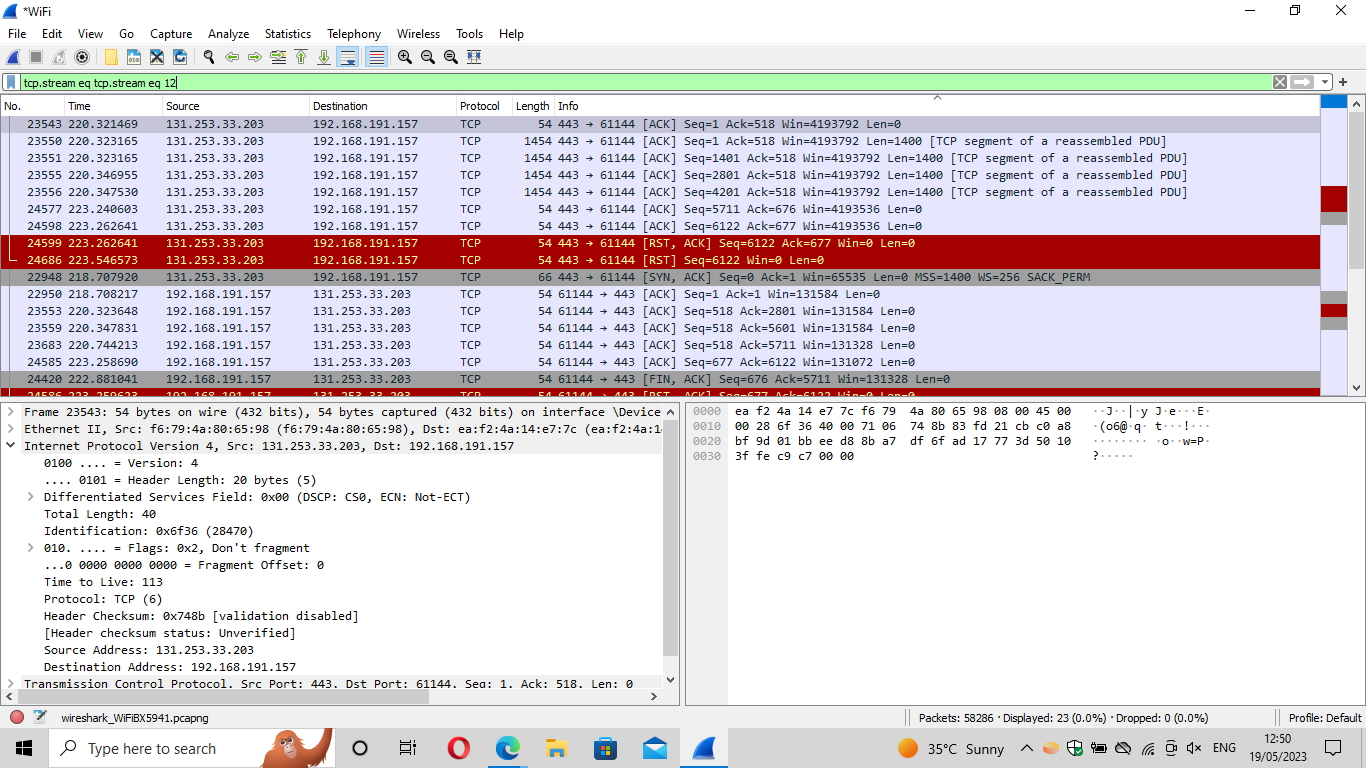 *WiFi
File Edit View Go Capture Analyze Statistics Telephony Wireless Tools Help
tcp.stream eq tcp.stream eq 12
No. Time Source Destination Protocol Length Info
23543 220.321469 131.253.33.203 192.168.191.157 TCP 54 443 → 61144 [ACK] Seq=1 Ack=518 Win=4193792 Len=0
23550 220.323165 131.253.33.203 192.168.191.157 TCP 1454 443 → 61144 [ACK] Seq=1 Ack=518 Win=4193792 Len=1400 [TCP segment of a reassembled PDU]
23551 220.323165 131.253.33.203 192.168.191.157 TCP 1454 443 → 61144 [ACK] Seq=1401 Ack=518 Win=4193792 Len=1400 [TCP segment of a reassembled PDU]
23555 220.346955 131.253.33.203 192.168.191.157 TCP 1454 443 → 61144 [ACK] Seq=2801 Ack=518 Win=4193792 Len=1400 [TCP segment of a reassembled PDU]
23556 220.347530 131.253.33.203 192.168.191.157 TCP 1454 443 → 61144 [ACK] Seq=4201 Ack=518 Win=4193792 Len=1400 [TCP segment of a reassembled PDU]
24577 223.240603 131.253.33.203 192.168.191.157 TCP 54 443 → 61144 [ACK] Seq=5711 Ack=676 Win=4193536 Len=0
24598 223.262641 131.253.33.203 192.168.191.157 TCP 54 443 → 61144 [ACK] Seq=6122 Ack=677 Win=4193536 Len=0
24599 223.262641 131.253.33.203 192.168.191.157 TCP 54 443 → 61144 [RST, ACK] Seq=6122 Ack=677 Win=0 Len=0
24686 223.546573 131.253.33.203 192.168.191.157 TCP 54 443 → 61144 [RST] Seq=6122 Win=0 Len=0
22948 218.707920 131.253.33.203 192.168.191.157 TCP 66 443 → 61144 [SYN, ACK] Seq=0 Ack=1 Win=65535 Len=0 MSS=1400 WS=256 SACK_PERM
22950 218.708217 192.168.191.157 131.253.33.203 TCP 54 61144 → 443 [ACK] Seq=1 Ack=1 Win=131584 Len=0
23553 220.323648 192.168.191.157 131.253.33.203 TCP 54 61144 → 443 [ACK] Seq=518 Ack=2801 Win=131584 Len=0
23559 220.347831 192.168.191.157 131.253.33.203 TCP 54 61144 → 443 [ACK] Seq=518 Ack=5601 Win=131584 Len=0
23683 220.744213 192.168.191.157 131.253.33.203 TCP 54 61144 → 443 [ACK] Seq=518 Ack=5711 Win=131328 Len=0
24585 223.258690 192.168.191.157 131.253.33.203 TCP 54 61144 → 443 [ACK] Seq=677 Ack=6122 Win=131072 Len=0
24420 222.881041 192.168.191.157 131.253.33.203 TCP 54 61144 → 443 [FIN, ACK] Seq=676 Ack=5711 Win=131328 Len=0
24586 223.259623 192.168.191.157 131.253.33.203 TCP 54 61144 → 443 [RST, ACK] Seq=677 Ack=6122 Win=0 Len=0
Frame 23543: 54 bytes on wire (432 bits), 54 bytes captured (432 bits) on interface \Device
Ethernet II, Src: f6:79:4a:80:65:98 (f6:79:4a:80:65:98), Dst: ea:f2:4a:14:e7:7c (ea:f2:4a:14
Internet Protocol Version 4, Src: 131.253.33.203, Dst: 192.168.191.157
0100 .... = Version: 4
.... 0101 = Header Length: 20 bytes (5)
Differentiated Services Field: 0x00 (DSCP: CS0, ECN: Not-ECT)
Total Length: 40
Identification: 0x6f36 (28470)
010. .... = Flags: 0x2, Don't fragment
...0 0000 0000 0000 = Fragment Offset: 0
Time to Live: 113
Protocol: TCP (6)
Header Checksum: 0x748b [validation disabled]
[Header checksum status: Unverified]
Source Address: 131.253.33.203
Destination Address: 192.168.191.157
Transmission Control Protocol, Src Port: 443, Dst Port: 61144, Seq: 1, Ack: 518, Len: 0
0000 ea f2 4a 14 e7 7c f6 79 4a 80 65 98 08 00 45 00 ··J··|·y J·e···E·
0010 00 28 6f 36 40 00 71 06 74 8b 83 fd 21 cb c0 a8 ·(o6@·q· t···!···
0020 bf 9d 01 bb ee d8 8b a7 df 6f ad 17 77 3d 50 10 ········ ·o··w=P·
0030 3f fe c9 c7 00 00 ?·····
wireshark_WiFiBX5941.pcapng Packets: 58286 · Displayed: 23 (0.0%) · Dropped: 0 (0.0%) Profile: Default
Type here to search 35°C Sunny ENG 12:50
19/05/2023